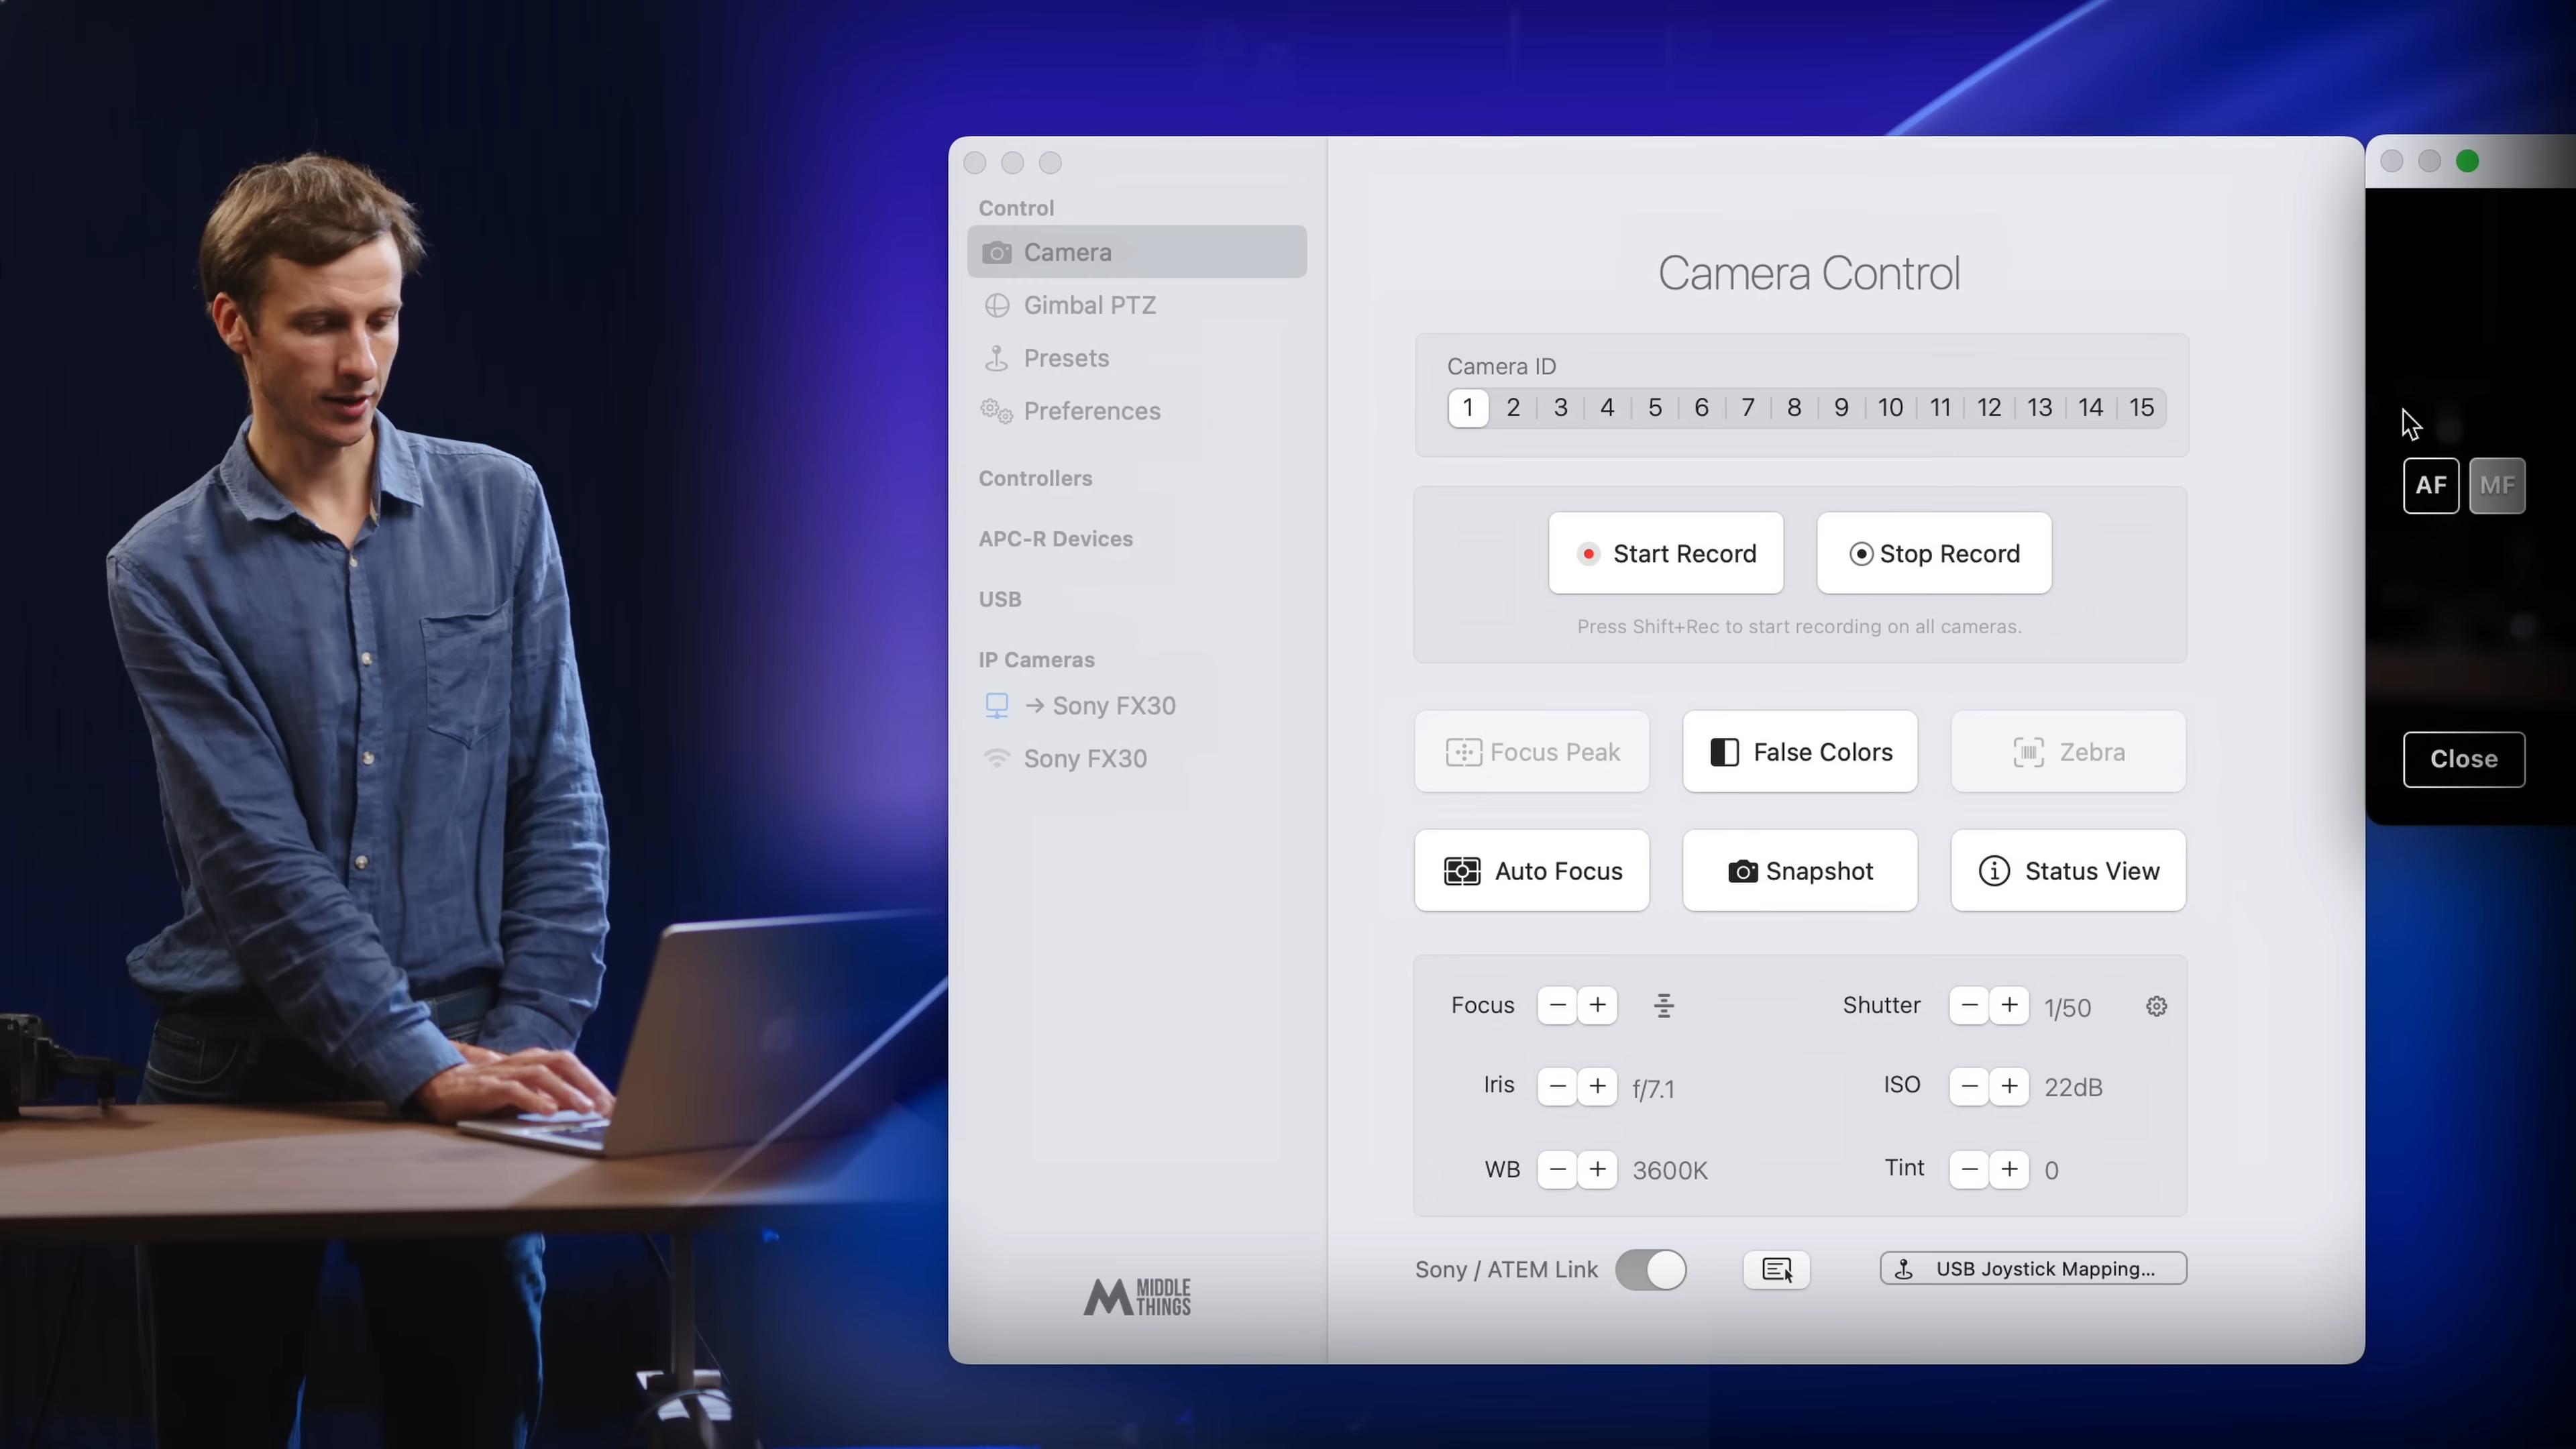 Control
Camera
Gimbal PTZ
Presets
Preferences
Controllers
APC-R Devices
USB
IP Cameras
→ Sony FX30
Sony FX30
MIDDLE
THINGS
Camera Control
Camera ID
1 2 3 4 5 6 7 8 9 10 11 12 13 14 15
Start Record Stop Record
Press Shift+Rec to start recording on all cameras.
Focus Peak False Colors Zebra
Auto Focus Snapshot Status View
Focus − + Shutter − + 1/50
Iris − + f/7.1 ISO − + 22dB
WB − + 3600K Tint − + 0
Sony / ATEM Link USB Joystick Mapping...
AF MF
Close